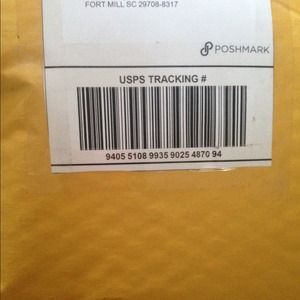 FORT MILL SC 29708-8317
POSHMARK
USPS TRACKING #
9405 5108 9935 9025 4870 94